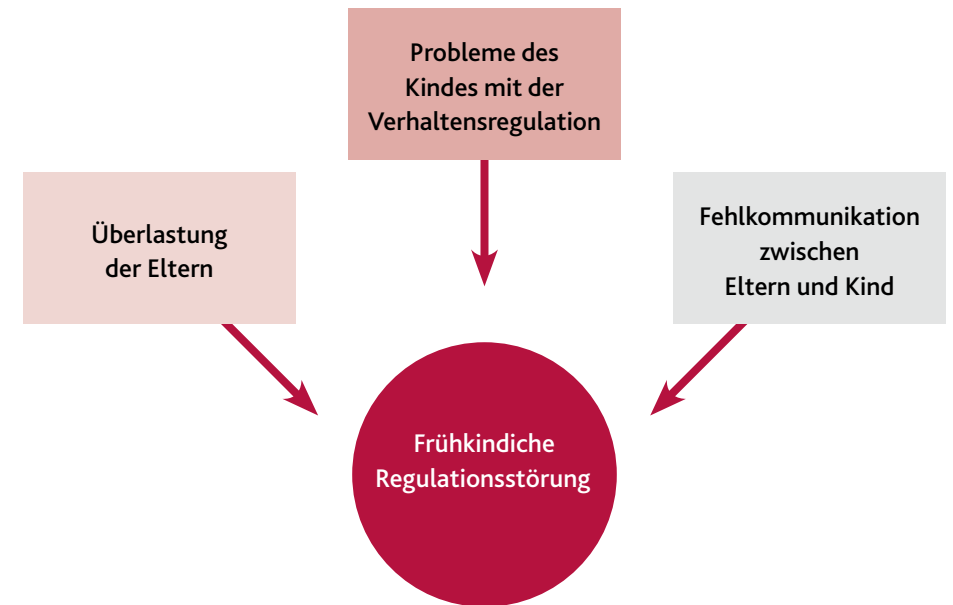 Probleme des
Kindes mit der
Verhaltensregulation
Überlastung
der Eltern
Fehlkommunikation
zwischen
Eltern und Kind
Frühkindiche
Regulationsstörung